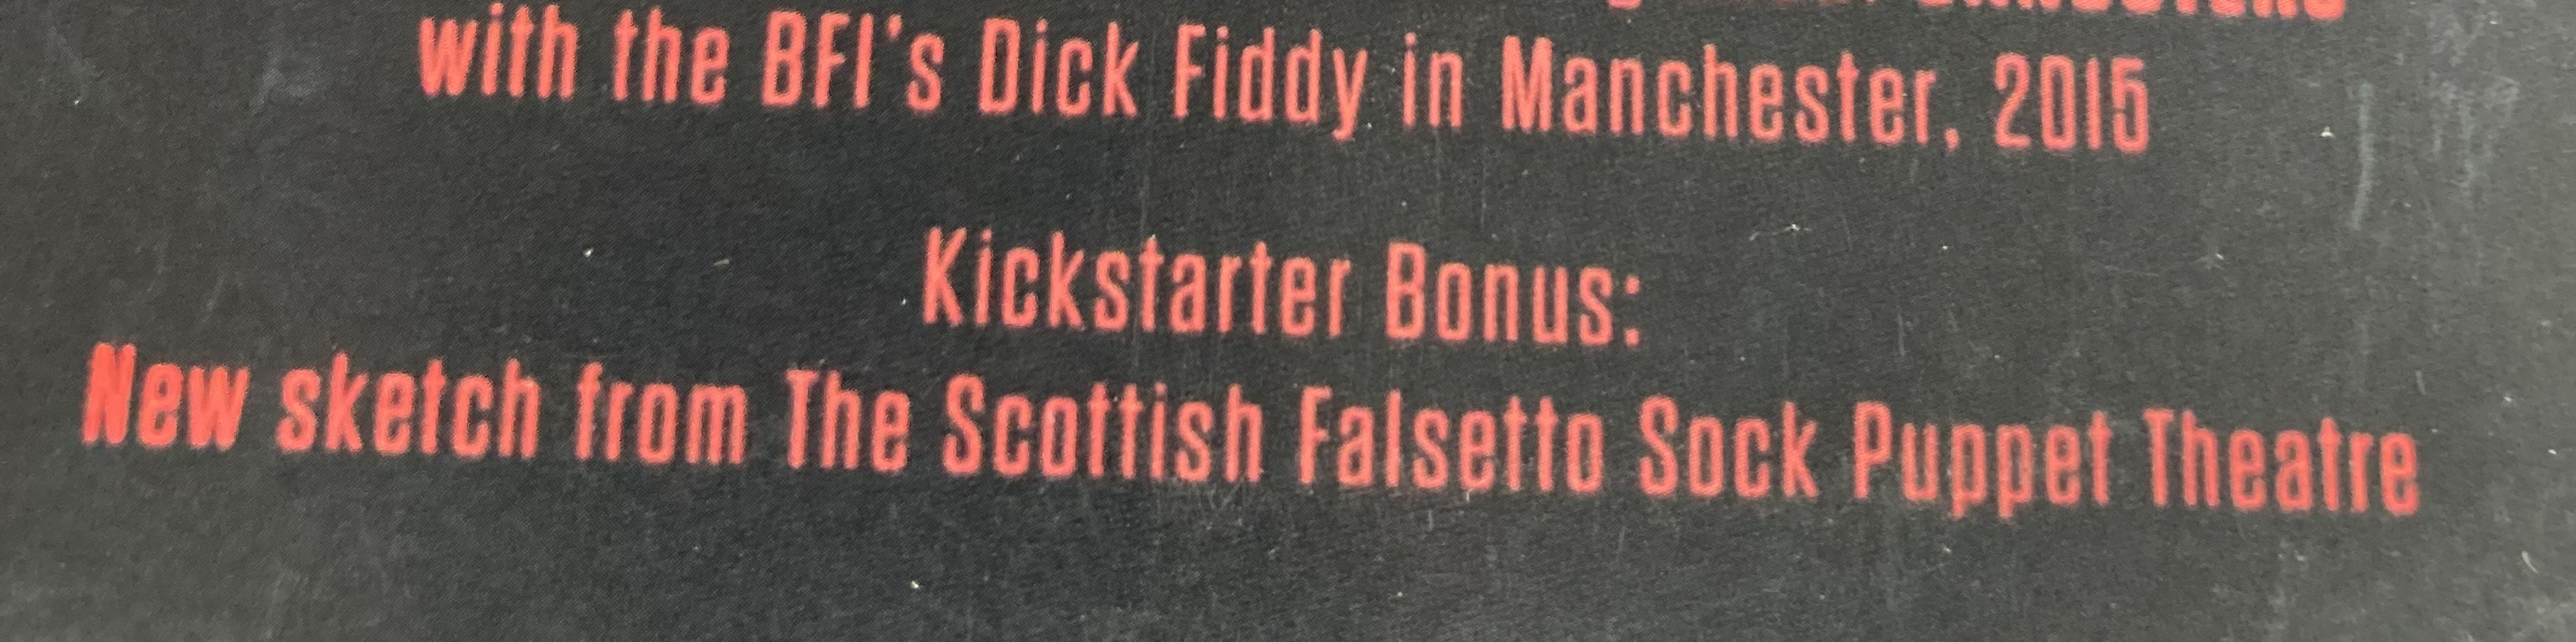 with the BFI's Dick Fiddy in Manchester, 2015
Kickstarter Bonus:
New sketch from The Scottish Falsetto Sock Puppet Theatre